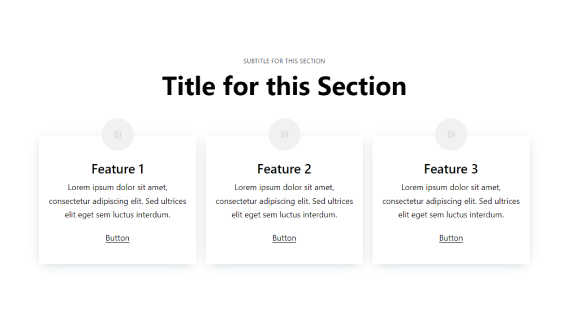 SUBTITLE FOR THIS SECTION
Title for this Section
Feature 1
Lorem ipsum dolor sit amet,
consectetur adipiscing elit. Sed ultrices
elit eget sem luctus interdum.
Button
Feature 2
Lorem ipsum dolor sit amet,
consectetur adipiscing elit. Sed ultrices
elit eget sem luctus interdum.
Button
Feature 3
Lorem ipsum dolor sit amet,
consectetur adipiscing elit. Sed ultrices
elit eget sem luctus interdum.
Button